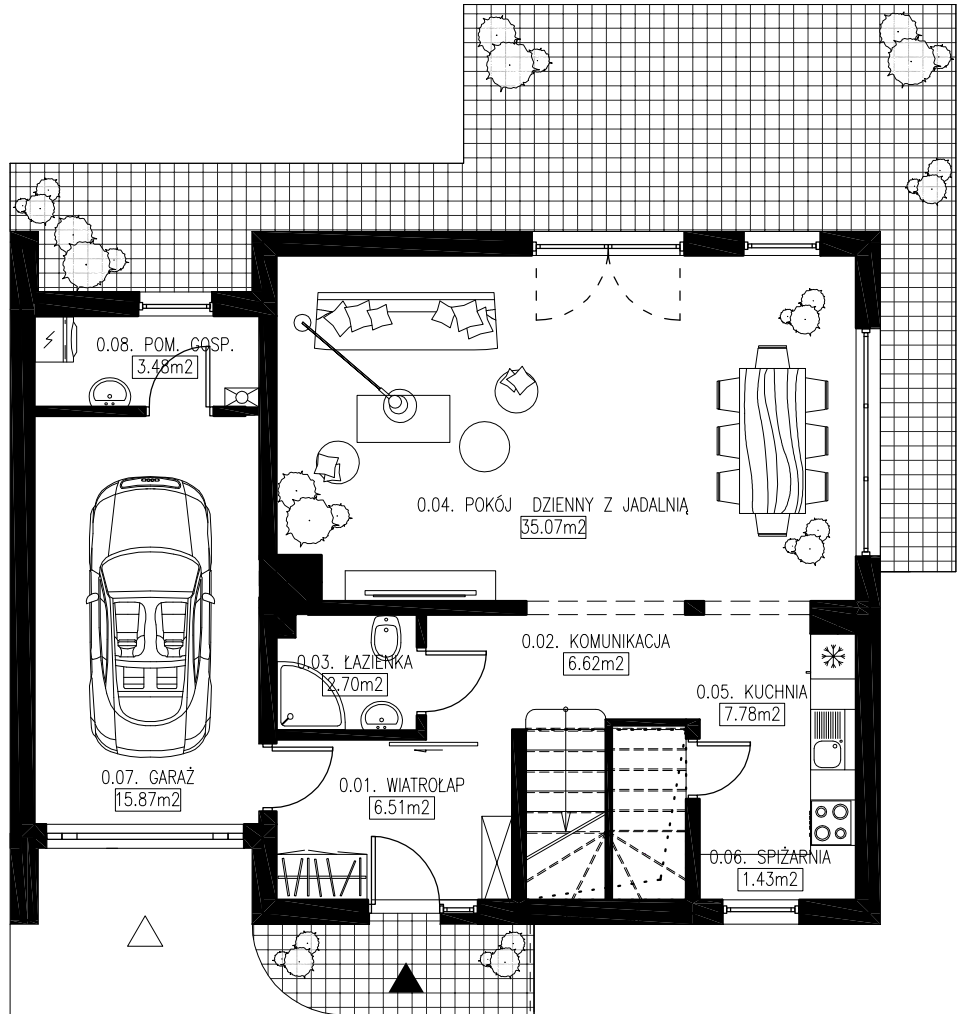 0.08. POM. GOSP.
3.48m2
0.04. POKÓJ DZIENNY Z JADALNIĄ
35.07m2
0.02. KOMUNIKACJA
6.62m2
0.03. ŁAZIENKA
2.70m2
0.05. KUCHNIA
7.78m2
0.07. GARAŻ
15.87m2
0.01. WIATROŁAP
6.51m2
0.06. SPIŻARNIA
1.43m2